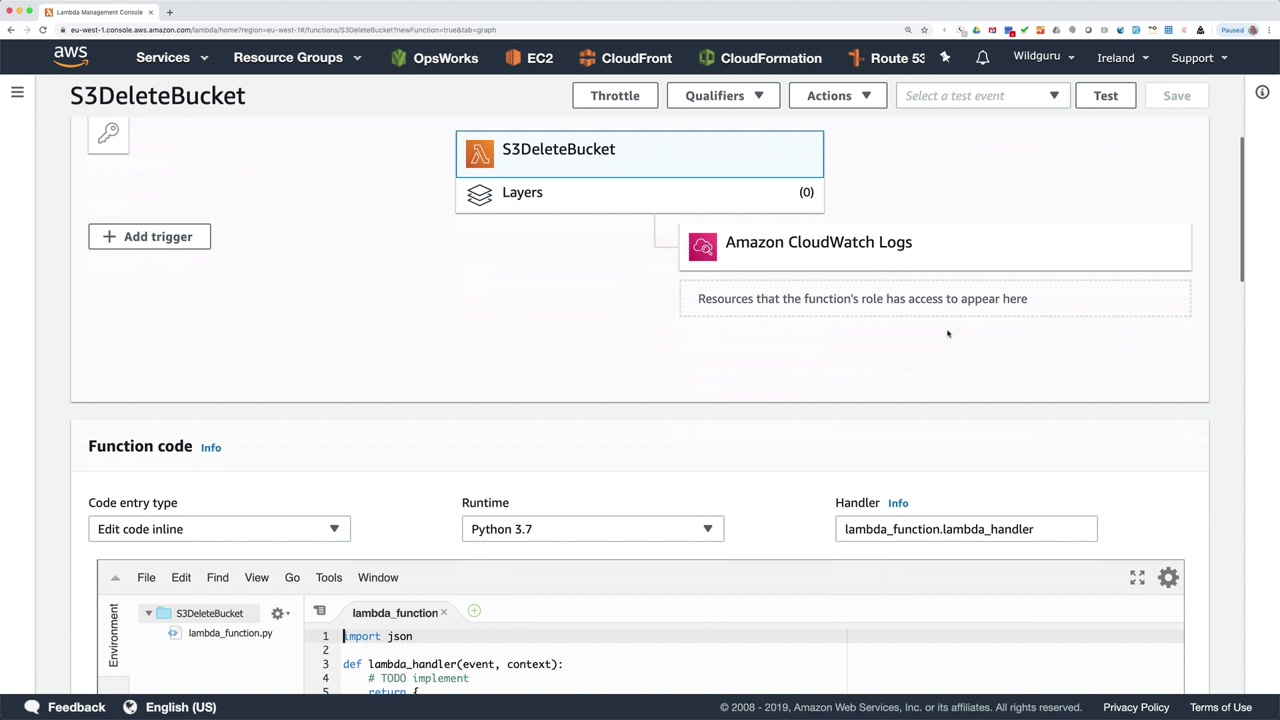 Lambda Management Console
eu-west-1.console.aws.amazon.com/lambda/home?region=eu-west-1#/functions/S3DeleteBucket?newFunction=true&tab=graph
Paused
aws
Services
Resource Groups
OpsWorks
EC2
CloudFront
CloudFormation
Route 53
Wildguru
Ireland
Support
S3DeleteBucket
Throttle
Qualifiers
Actions
Select a test event
Test
Save
S3DeleteBucket
Layers
(0)
+ Add trigger
Amazon CloudWatch Logs
Resources that the function's role has access to appear here
Function code Info
Code entry type
Edit code inline
Runtime
Python 3.7
Handler Info
lambda_function.lambda_handler
File Edit Find View Go Tools Window
Environment
S3DeleteBucket
lambda_function.py
lambda_function
1 import json
2
3 def lambda_handler(event, context):
4 # TODO implement
5 return {
Feedback
English (US)
© 2008 - 2019, Amazon Web Services, Inc. or its affiliates. All rights reserved.
Privacy Policy
Terms of Use